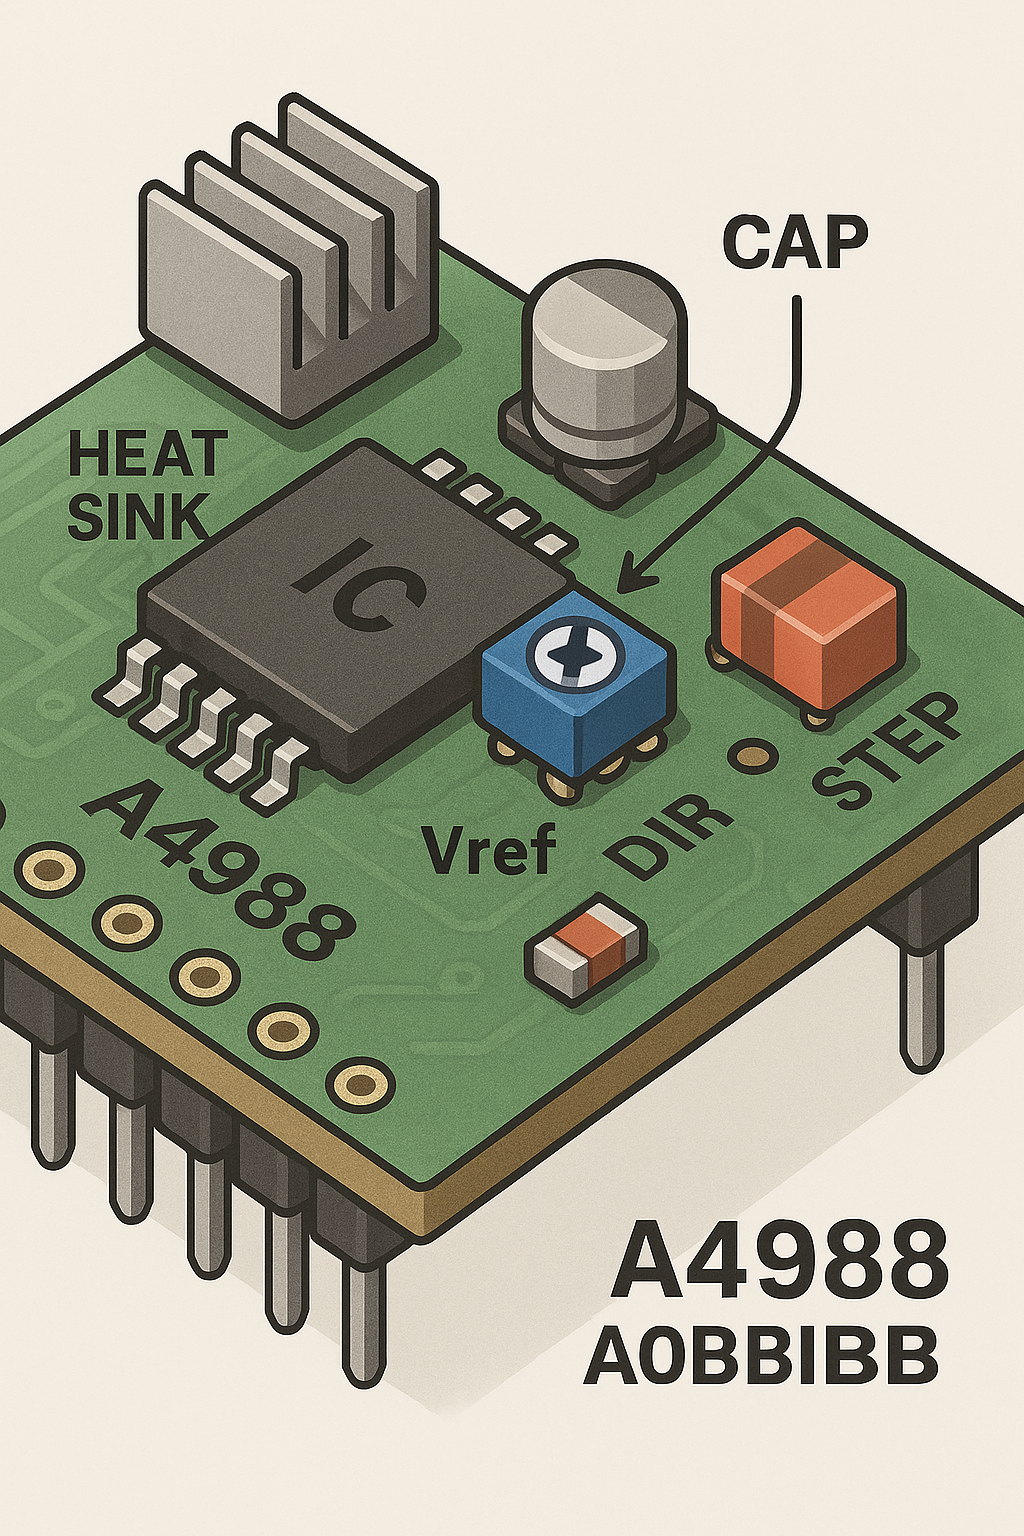 CAP
HEAT
SINK
IC
STEP
DIR
Vref
A4988
A4988
A0BBIBB